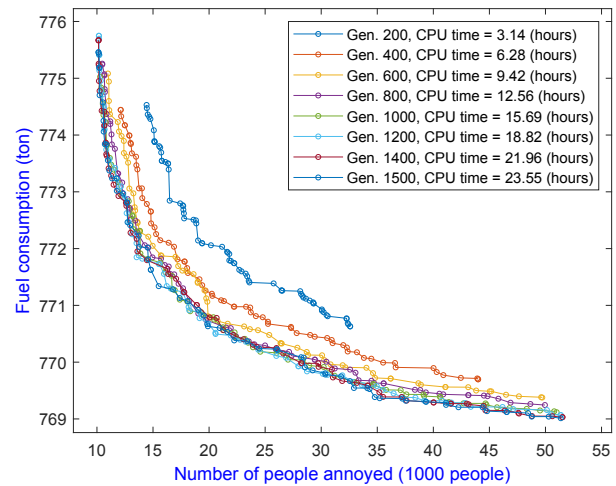 776
775
774
773
772
771
770
769
10 15 20 25 30 35 40 45 50 55
Fuel consumption (ton)
Number of people annoyed (1000 people)
Gen. 200, CPU time = 3.14 (hours)
Gen. 400, CPU time = 6.28 (hours)
Gen. 600, CPU time = 9.42 (hours)
Gen. 800, CPU time = 12.56 (hours)
Gen. 1000, CPU time = 15.69 (hours)
Gen. 1200, CPU time = 18.82 (hours)
Gen. 1400, CPU time = 21.96 (hours)
Gen. 1500, CPU time = 23.55 (hours)